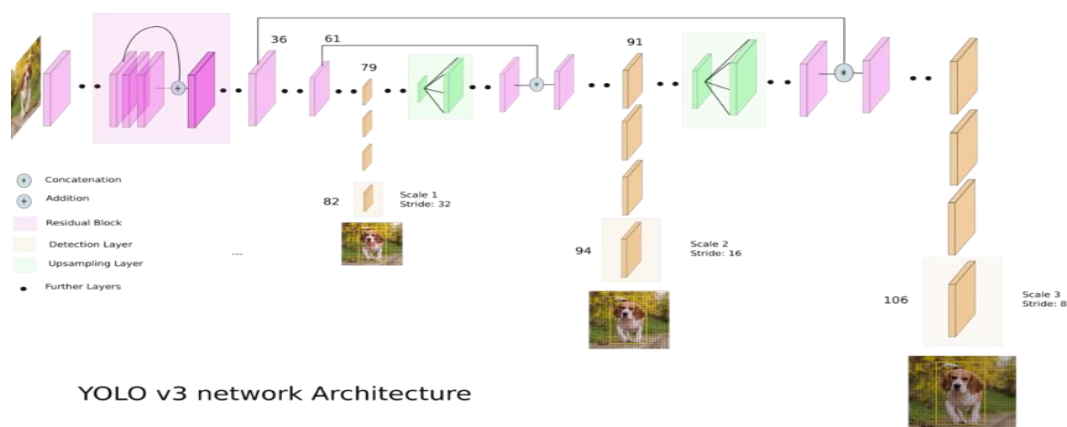 36
61
79
91
*
*
+
* Concatenation
+ Addition
Residual Block
Detection Layer
Upsampling Layer
Further Layers
...
82
Scale 1
Stride: 32
94
Scale 2
Stride: 16
106
Scale 3
Stride: 8
YOLO v3 network Architecture